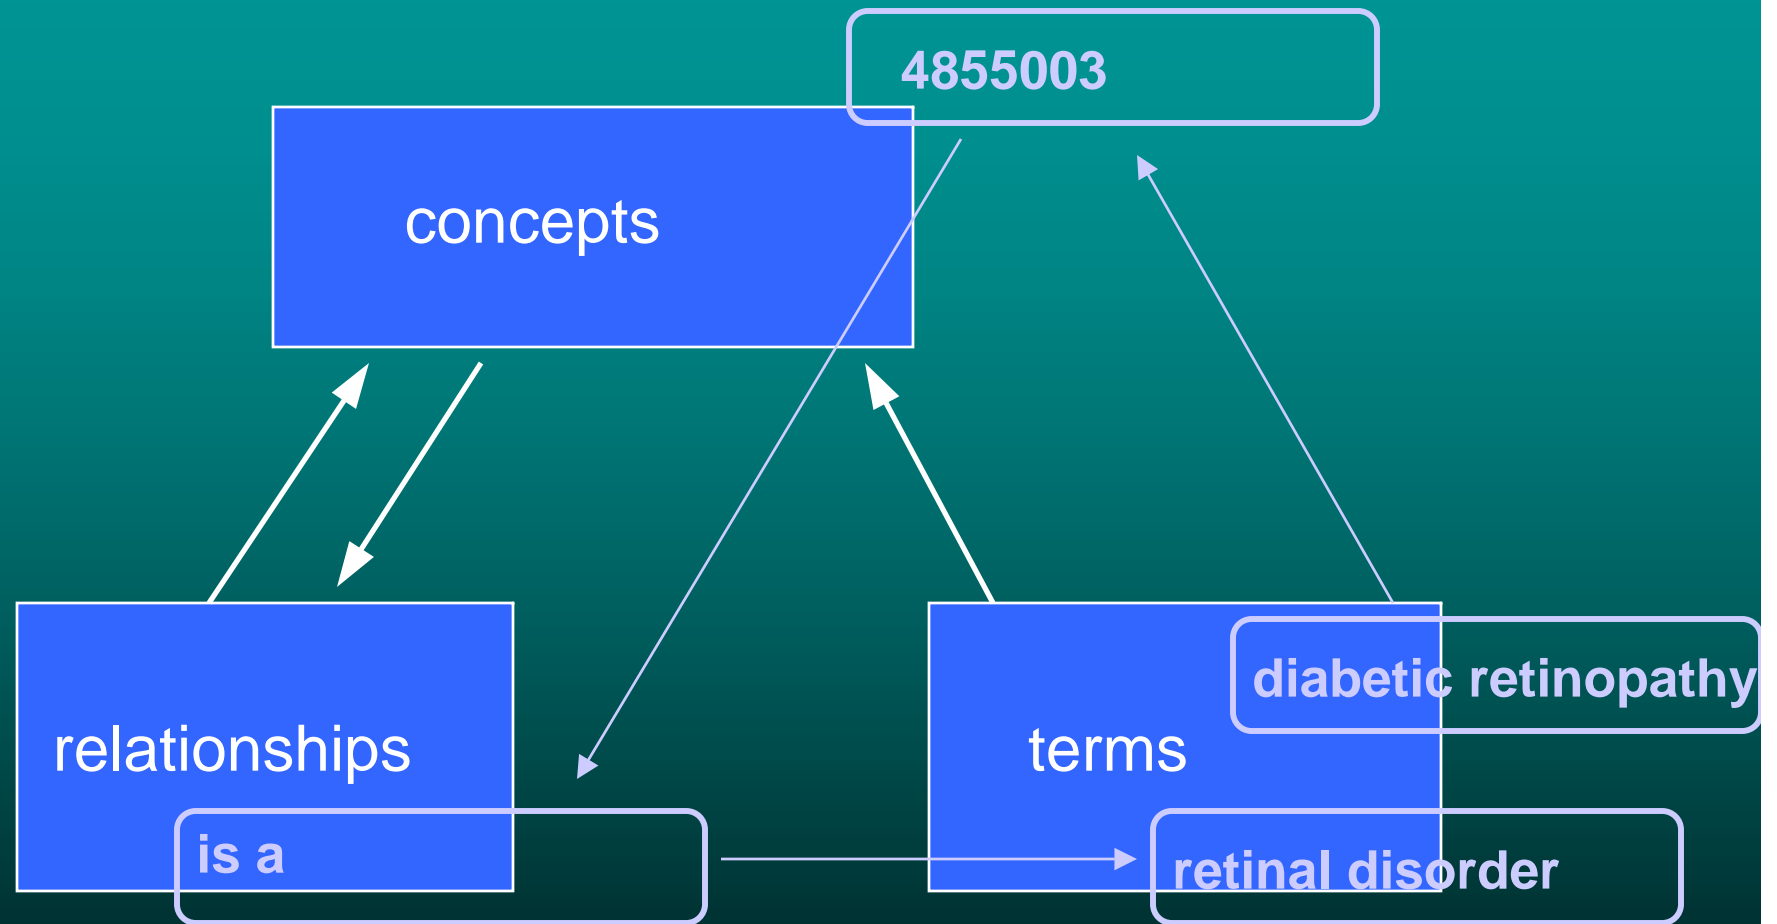 4855003
concepts
relationships
is a
terms
diabetic retinopathy
retinal disorder